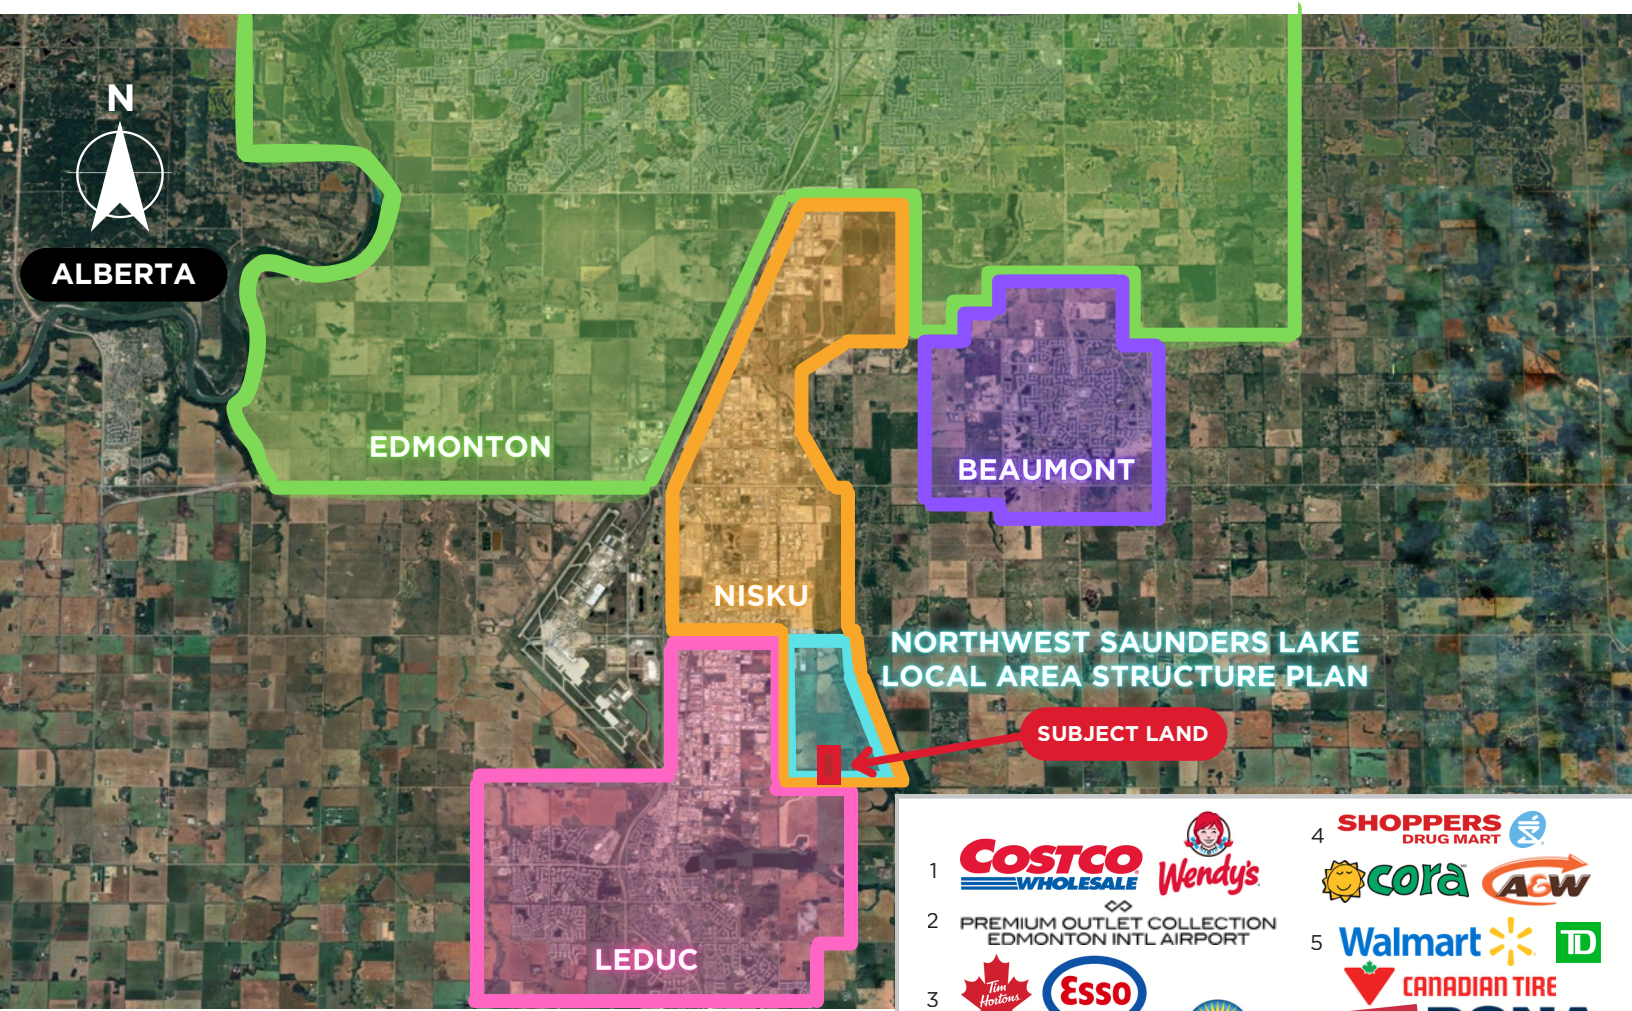 N
ALBERTA
EDMONTON
BEAUMONT
NISKU
NORTHWEST SAUNDERS LAKE
LOCAL AREA STRUCTURE PLAN
SUBJECT LAND
LEDUC
1
COSTCO
WHOLESALE
Wendy's
2
PREMIUM OUTLET COLLECTION
EDMONTON INTL AIRPORT
3
Tim
Hortons
Esso
4
SHOPPERS
DRUG MART
cora
A&W
5
Walmart
TD
CANADIAN TIRE